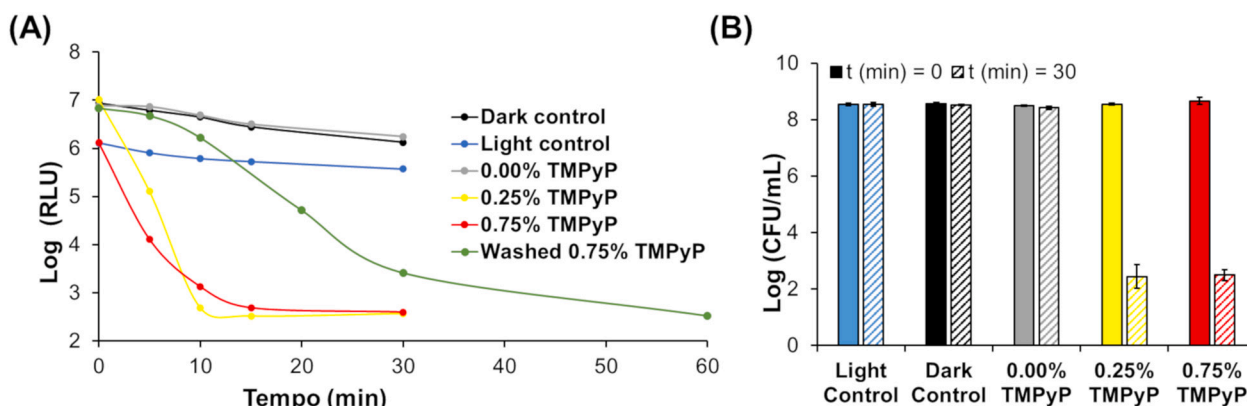 (A)
Log (RLU)
8
7
6
5
4
3
2
0
10
20
30
40
50
60
Tempo (min)
Dark control
Light control
0.00% TMPyP
0.25% TMPyP
0.75% TMPyP
Washed 0.75% TMPyP
(B)
Log (CFU/mL)
10
8
6
4
2
0
t (min) = 0 t (min) = 30
Light Dark 0.00% 0.25% 0.75%
Control Control TMPyP TMPyP TMPyP